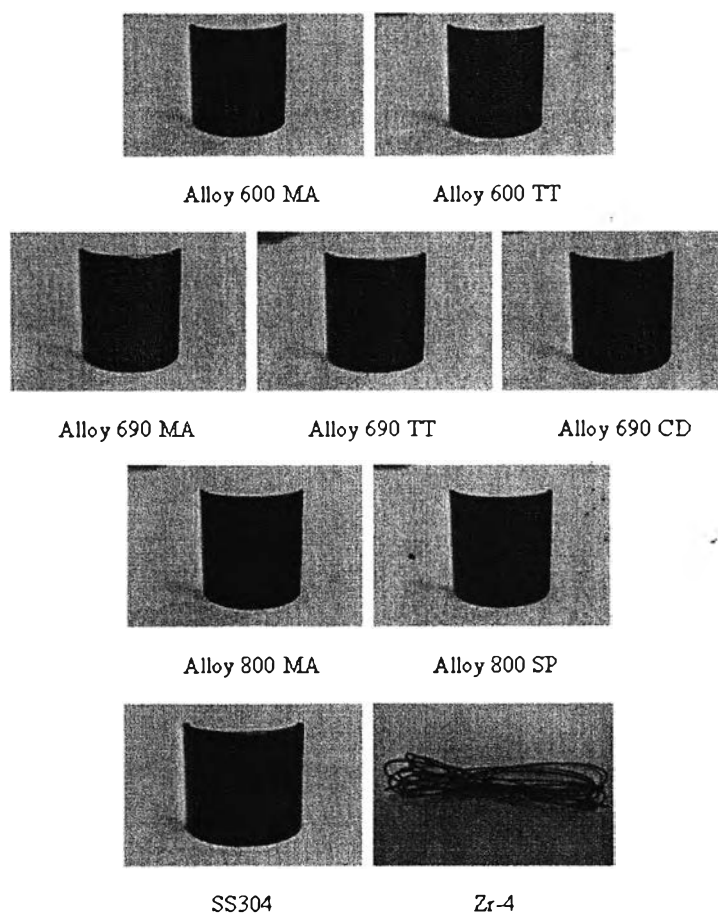 Alloy 600 MA
Alloy 600 TT
Alloy 690 MA
Alloy 690 TT
Alloy 690 CD
Alloy 800 MA
Alloy 800 SP
SS304
Zr-4